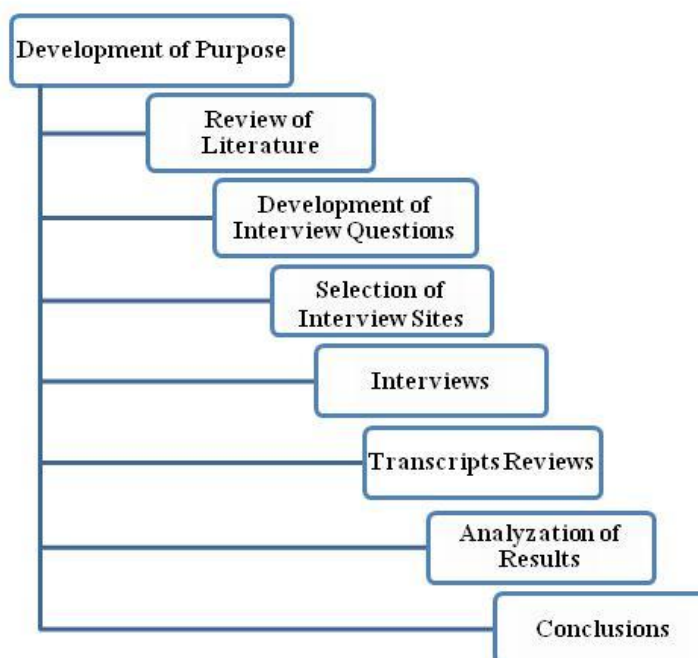 Development of Purpose
Review of
Literature
Development of
Interview Questions
Selection of
Interview Sites
Interviews
Transcripts Reviews
Analyzation of
Results
Conclusions